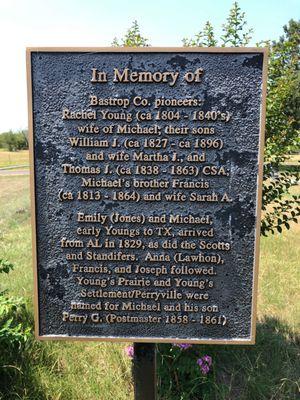 In Memory of
Bastrop Co. pioneers:
Rachel Young (ca 1804 - 1840's)
wife of Michael; their sons
William J. (ca 1827 - ca 1896)
and wife Martha J., and
Thomas J. (ca 1838 - 1863) CSA;
Michael's brother Francis
(ca 1813 - 1864) and wife Sarah A.
Emily (Jones) and Michael,
early Youngs to TX, arrived
from AL in 1829, as did the Scotts
and Standifers. Anna (Lawhon),
Francis, and Joseph followed.
Young's Prairie and Young's
Settlement/Perryville were
named for Michael and his son
Perry G. (Postmaster 1858 - 1861)